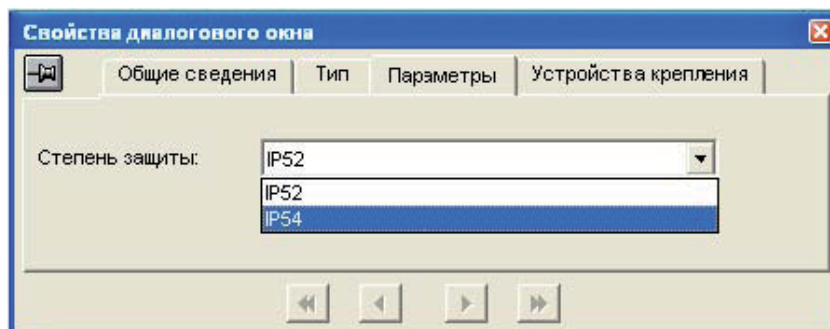 Свойства диалогового окна
Общие сведения Тип Параметры Устройства крепления
Степень защиты: IP52
IP52
IP54